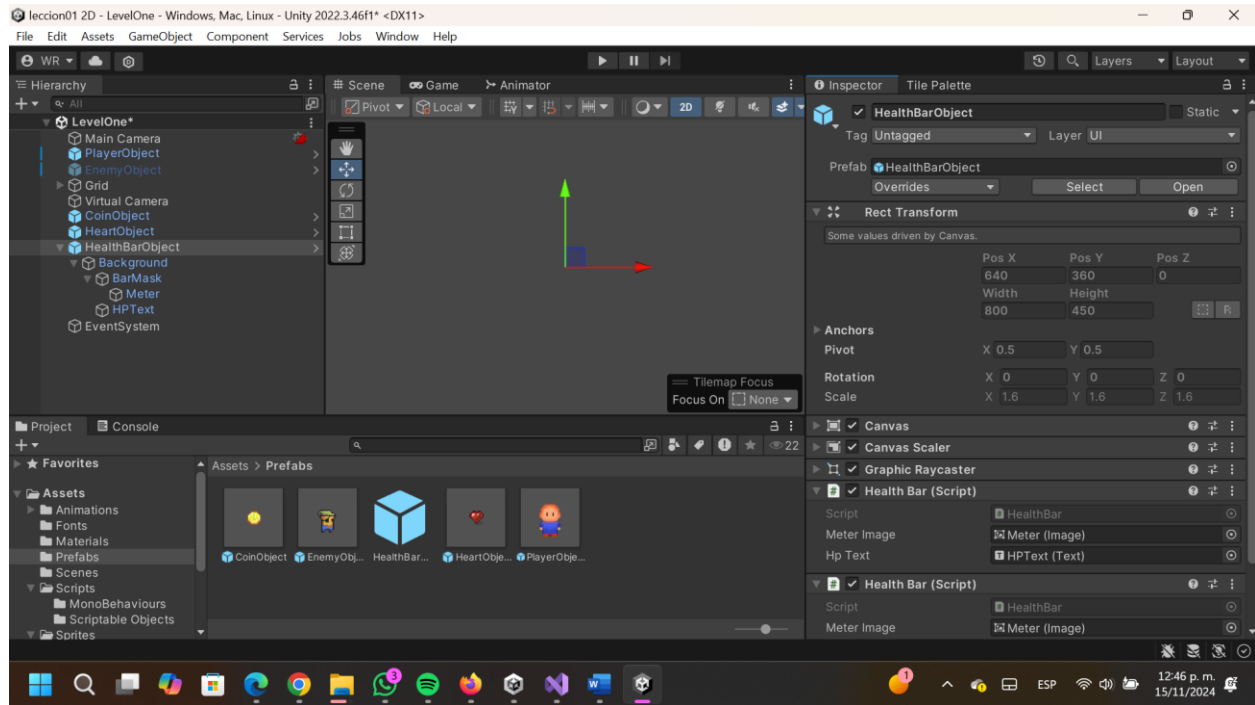 leccion01 2D - LevelOne - Windows, Mac, Linux - Unity 2022.3.46f1* <DX11>
File Edit Assets GameObject Component Services Jobs Window Help
WR
Layers
Layout
Hierarchy
All
LevelOne*
Main Camera
PlayerObject
EnemyObject
Grid
Virtual Camera
CoinObject
HeartObject
HealthBarObject
Background
BarMask
Meter
HPText
EventSystem
Scene Game Animator
Pivot Local 2D
Tilemap Focus
Focus On None
Project Console
22
Favorites
Assets
Animations
Fonts
Materials
Prefabs
Scenes
Scripts
MonoBehaviours
Scriptable Objects
Sprites
Assets > Prefabs
CoinObject EnemyObj... HealthBar... HeartObje... PlayerObje...
Inspector Tile Palette
HealthBarObject Static
Tag Untagged Layer UI
Prefab HealthBarObject
Overrides Select Open
Rect Transform
Some values driven by Canvas.
Pos X Pos Y Pos Z
640 360 0
Width Height
800 450 R
Anchors
Pivot X 0.5 Y 0.5
Rotation X 0 Y 0 Z 0
Scale X 1.6 Y 1.6 Z 1.6
Canvas
Canvas Scaler
Graphic Raycaster
# Health Bar (Script)
Script HealthBar
Meter Image Meter (Image)
Hp Text HPText (Text)
# Health Bar (Script)
Script HealthBar
Meter Image Meter (Image)
3
1
ESP
12:46 p. m.
15/11/2024